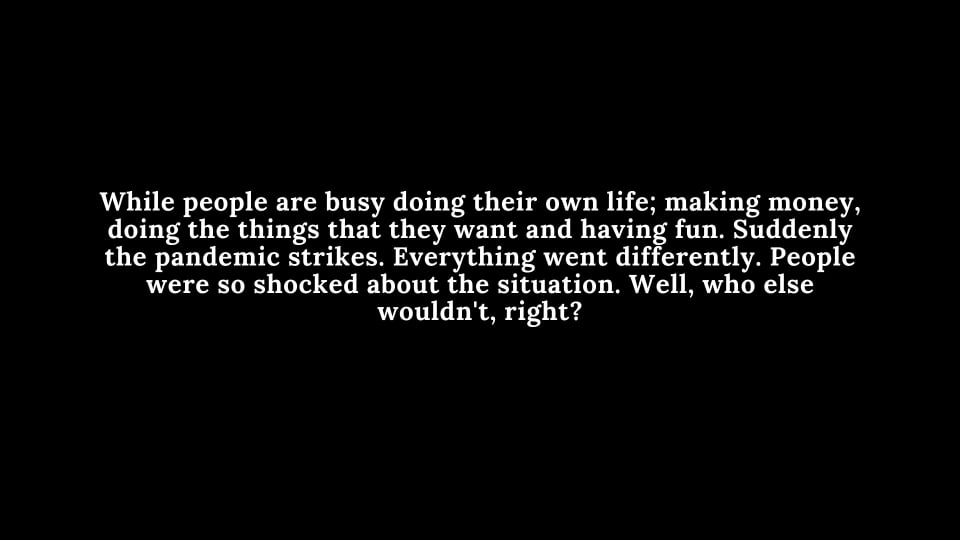 While people are busy doing their own life; making money,
doing the things that they want and having fun. Suddenly
the pandemic strikes. Everything went differently. People
were so shocked about the situation. Well, who else
wouldn't, right?